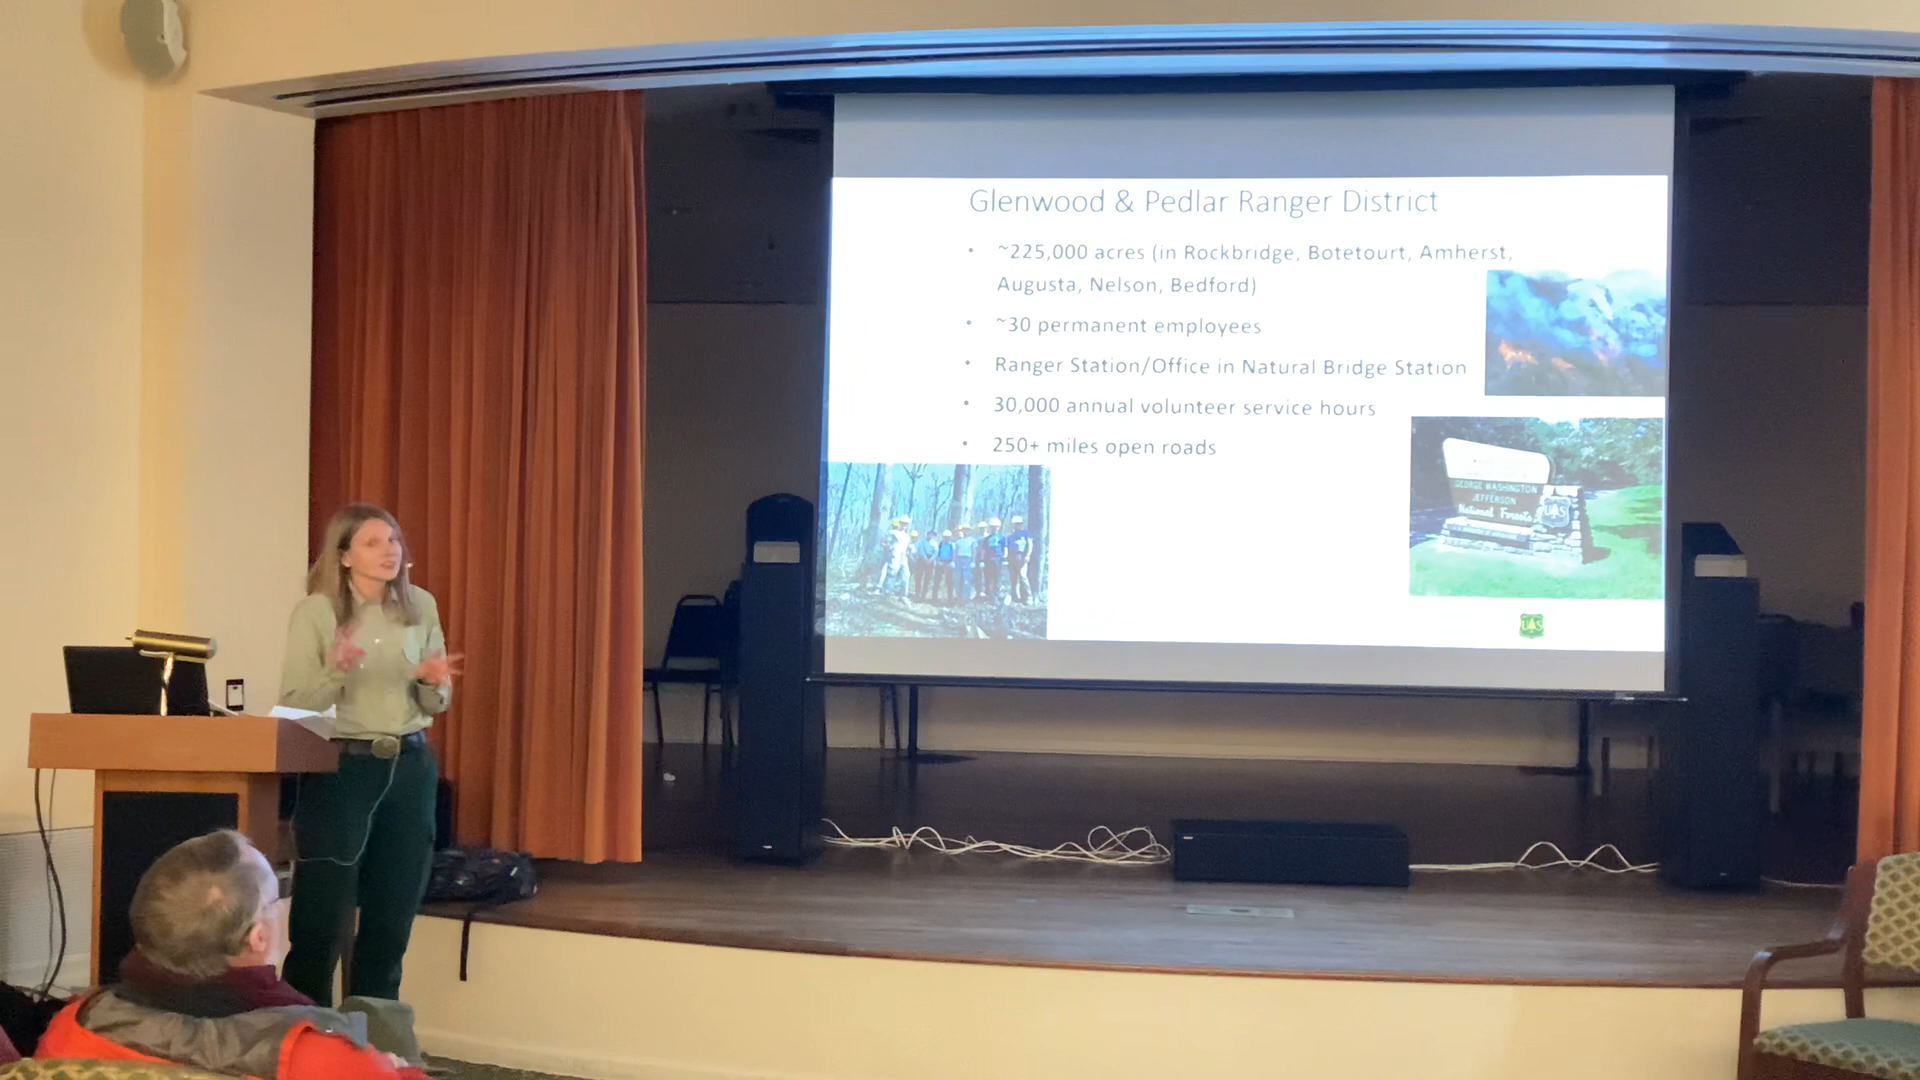 Glenwood & Pedlar Ranger District
• ~225,000 acres (in Rockbridge, Botetourt, Amherst,
Augusta, Nelson, Bedford)
• ~30 permanent employees
• Ranger Station/Office in Natural Bridge Station
• 30,000 annual volunteer service hours
• 250+ miles open roads
GEORGE WASHINGTON
JEFFERSON
National Forests
U S
U S